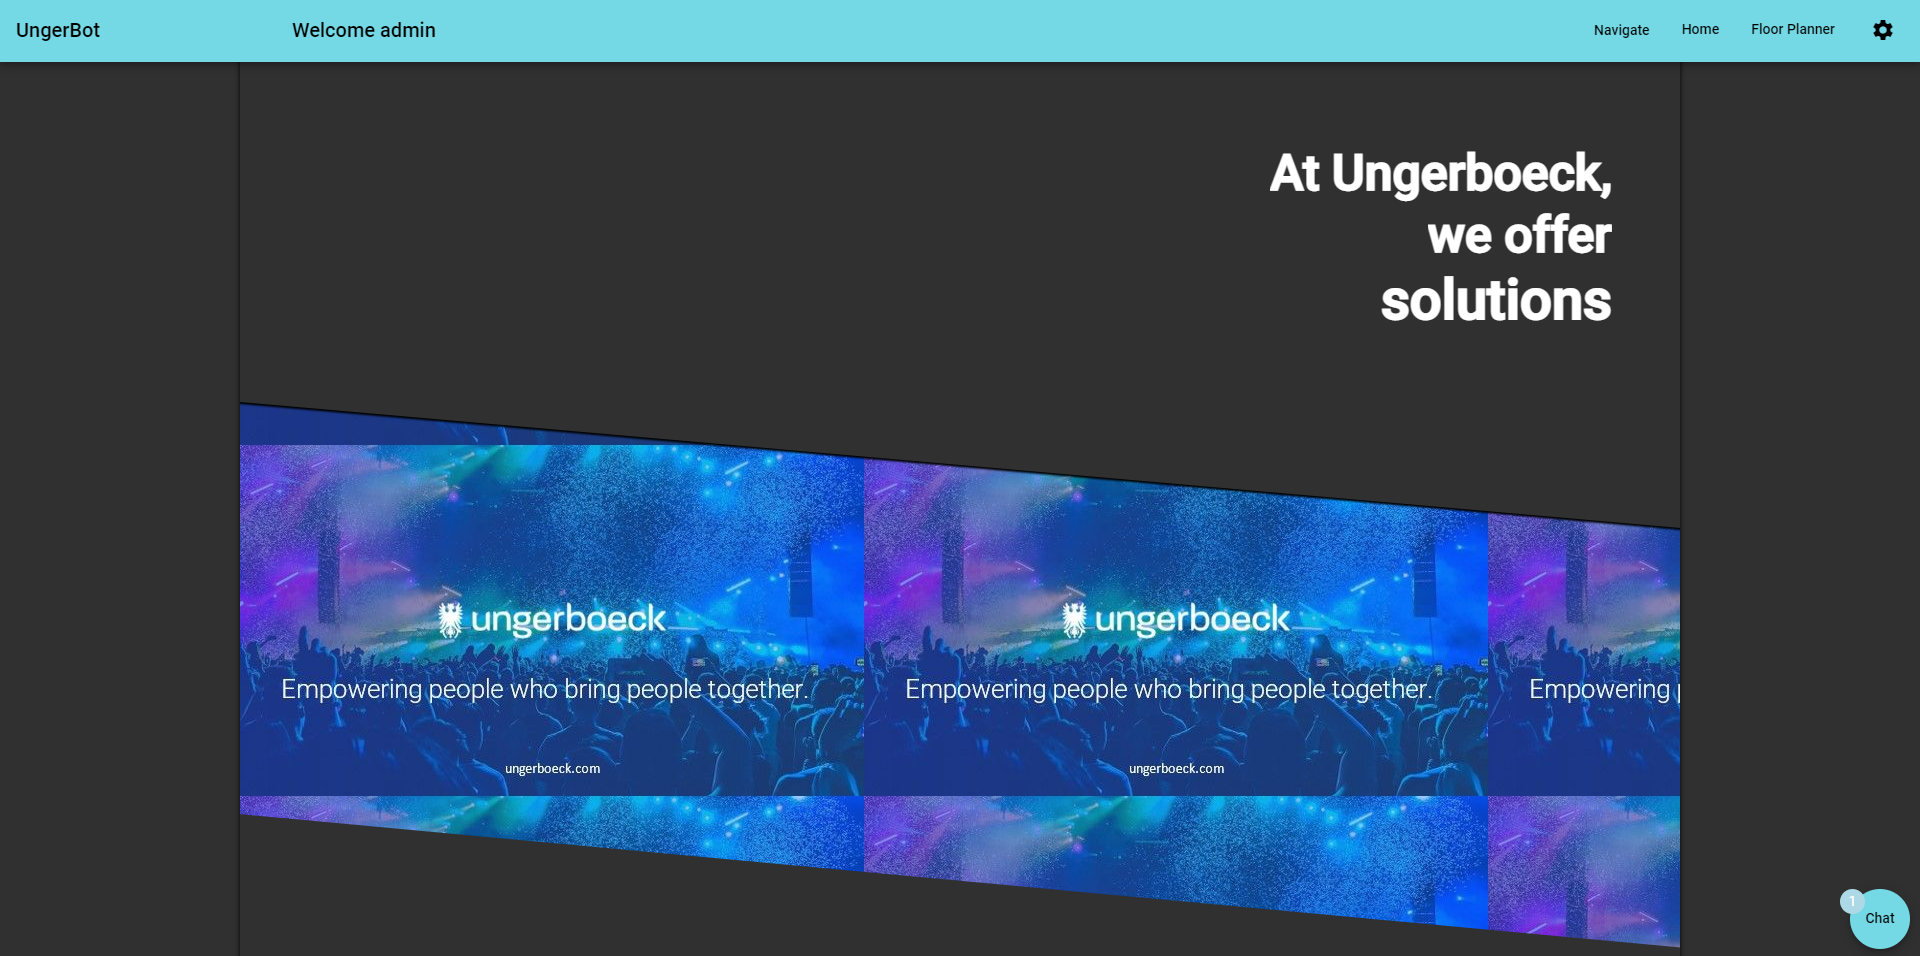 UngerBot
Welcome admin
Navigate
Home
Floor Planner
At Ungerboeck,
we offer
solutions
ungerboeck
ungerboeck
Empowering people who bring people together.
Empowering people who bring people together.
Empowering
ungerboeck.com
ungerboeck.com
1
Chat